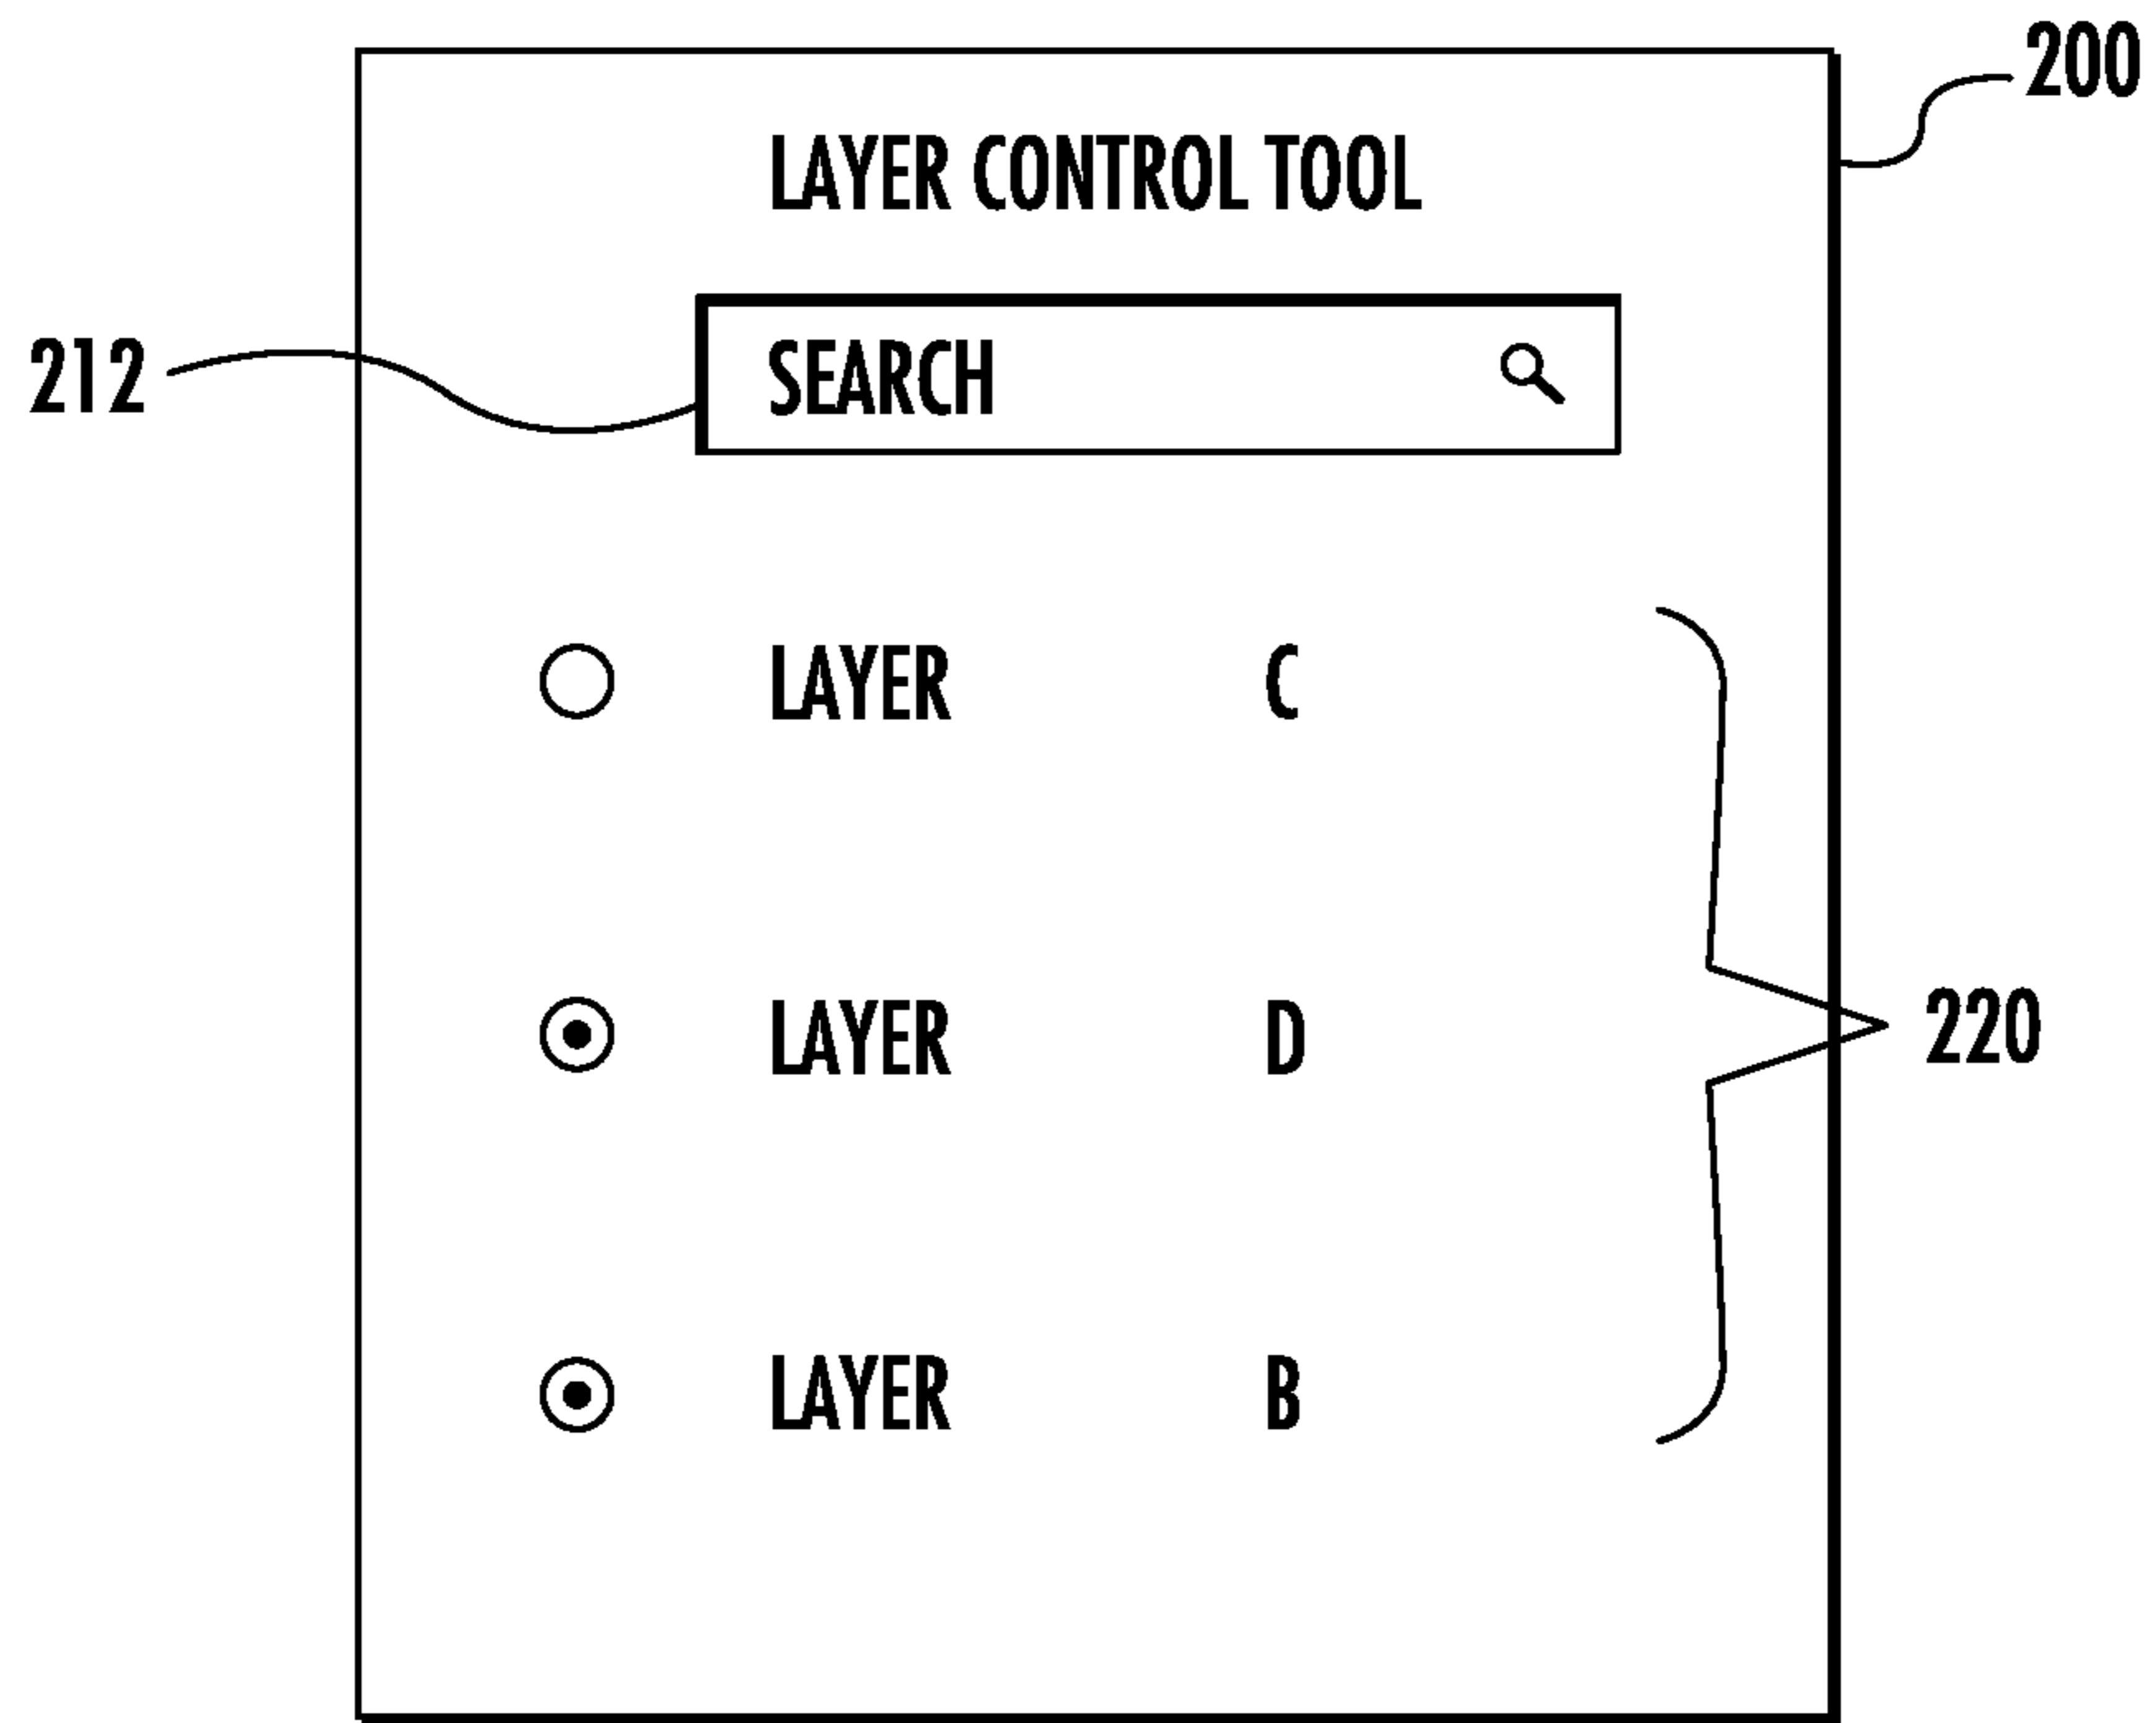 200
LAYER CONTROL TOOL
212
SEARCH
LAYER C
LAYER D
220
LAYER B